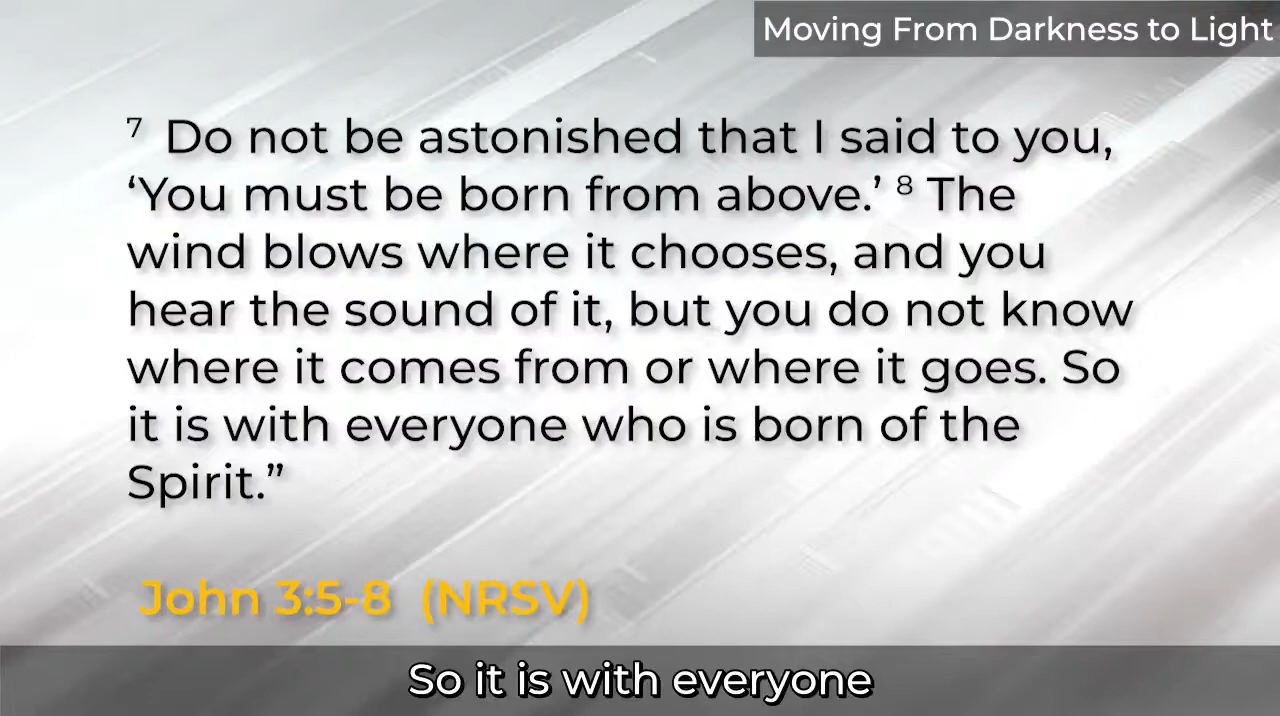 Moving From Darkness to Light
⁷ Do not be astonished that I said to you,
‘You must be born from above.’ ⁸ The
wind blows where it chooses, and you
hear the sound of it, but you do not know
where it comes from or where it goes. So
it is with everyone who is born of the
Spirit.”
John 3:5-8 (NRSV)
So it is with everyone